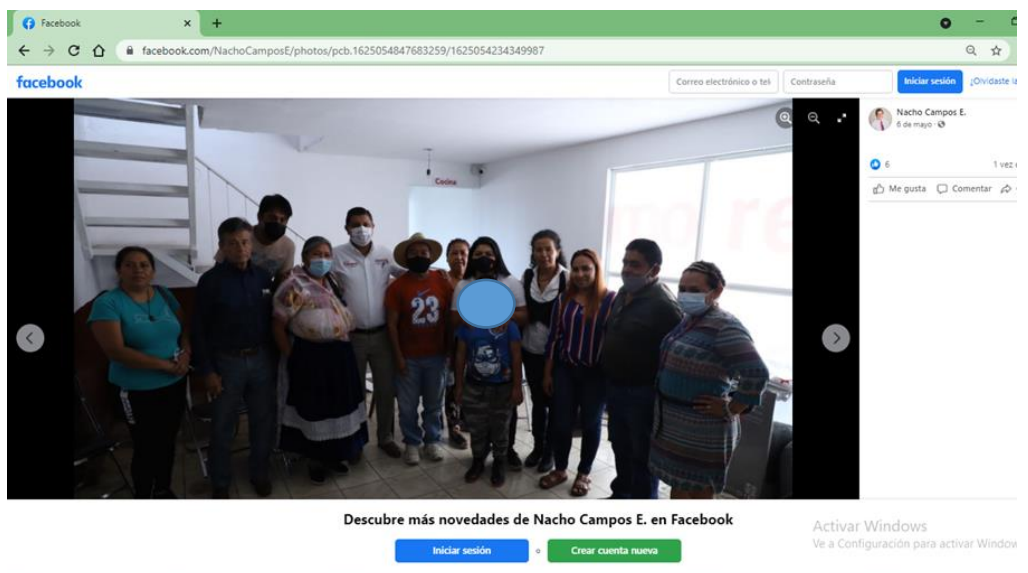 Facebook
facebook.com/NachoCamposE/photos/pcb.1625054847683259/1625054234349987
facebook
Correo electrónico o tel
Contraseña
Iniciar sesión
¿Olvidaste la
Nacho Campos E.
6 de mayo
6
1 vez
Me gusta
Comentar
Cocina
more
23
Descubre más novedades de Nacho Campos E. en Facebook
Iniciar sesión
o
Crear cuenta nueva
Activar Windows
Ve a Configuración para activar Window